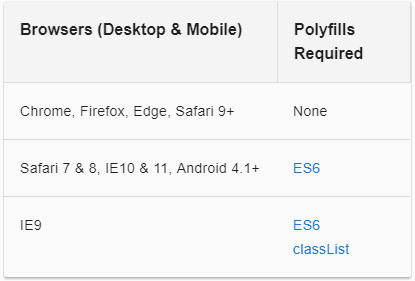 Browsers (Desktop & Mobile)
Polyfills
Required
Chrome, Firefox, Edge, Safari 9+
None
Safari 7 & 8, IE10 & 11, Android 4.1+
ES6
IE9
ES6
classList